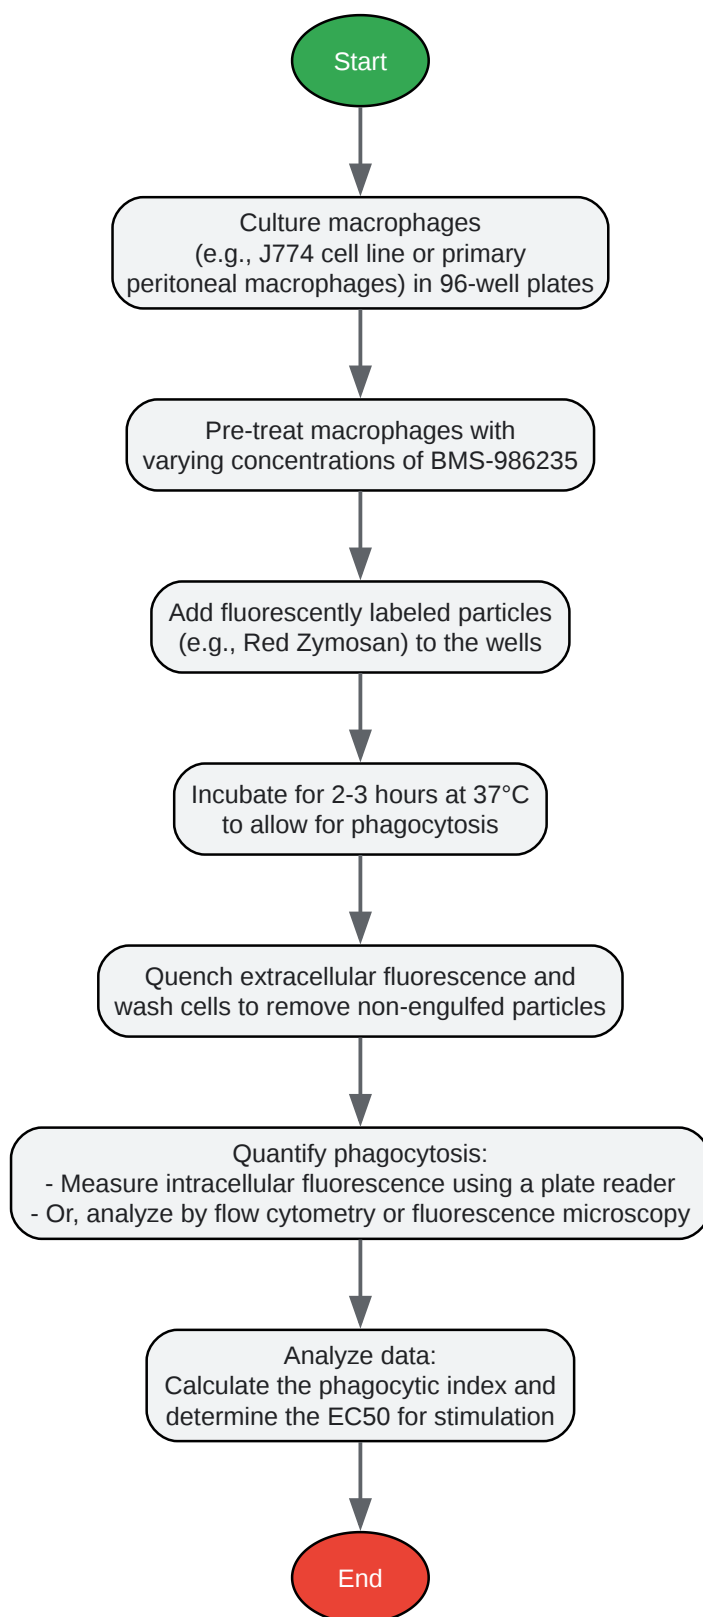 Start
Culture macrophages
(e.g., J774 cell line or primary
peritoneal macrophages) in 96-well plates
Pre-treat macrophages with
varying concentrations of BMS-986235
Add fluorescently labeled particles
(e.g., Red Zymosan) to the wells
Incubate for 2-3 hours at 37°C
to allow for phagocytosis
Quench extracellular fluorescence and
wash cells to remove non-engulfed particles
Quantify phagocytosis:
- Measure intracellular fluorescence using a plate reader
- Or, analyze by flow cytometry or fluorescence microscopy
Analyze data:
Calculate the phagocytic index and
determine the EC50 for stimulation
End